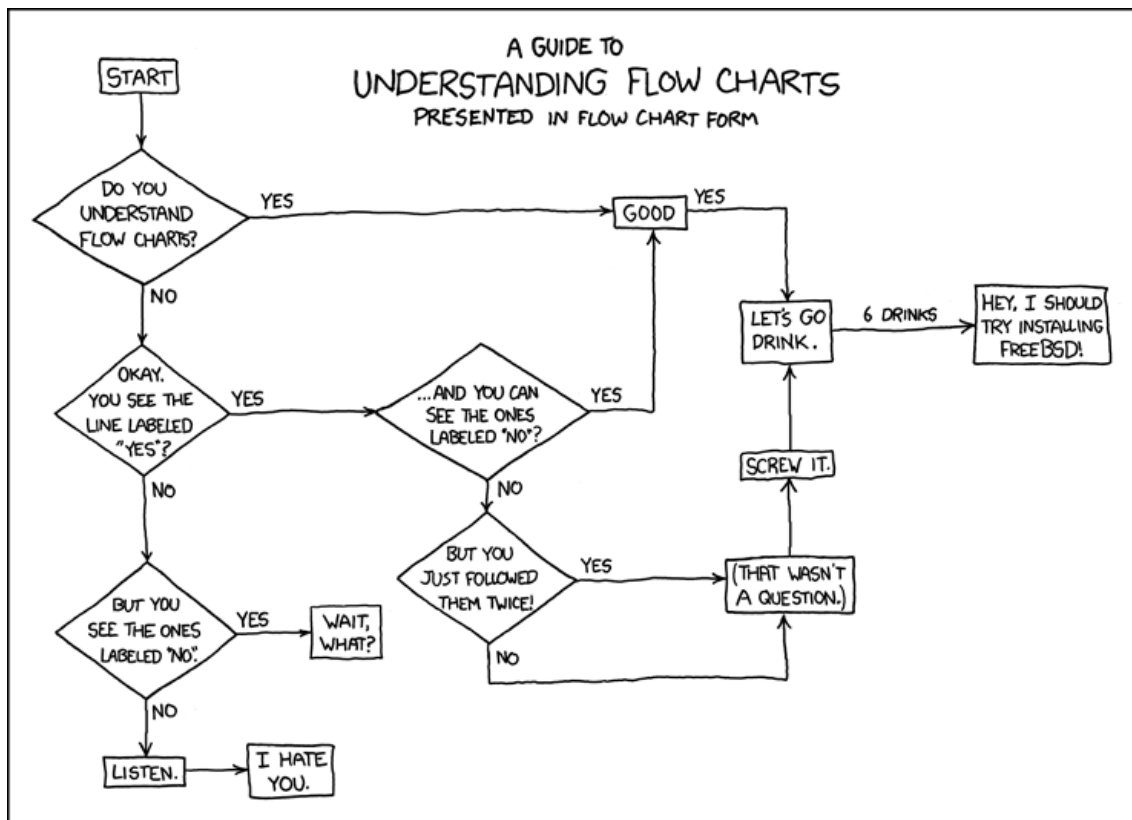 A GUIDE TO
UNDERSTANDING FLOW CHARTS
PRESENTED IN FLOW CHART FORM
START
DO YOU
UNDERSTAND
FLOW CHARTS?
YES
GOOD
YES
NO
LET'S GO
DRINK.
6 DRINKS
HEY, I SHOULD
TRY INSTALLING
FREEBSD!
OKAY.
YOU SEE THE
LINE LABELED
"YES"?
YES
...AND YOU CAN
SEE THE ONES
LABELED "NO"?
YES
NO
NO
SCREW IT.
BUT YOU
JUST FOLLOWED
THEM TWICE!
YES
(THAT WASN'T
A QUESTION.)
NO
BUT YOU
SEE THE ONES
LABELED "NO".
YES
WAIT,
WHAT?
NO
LISTEN.
I HATE
YOU.